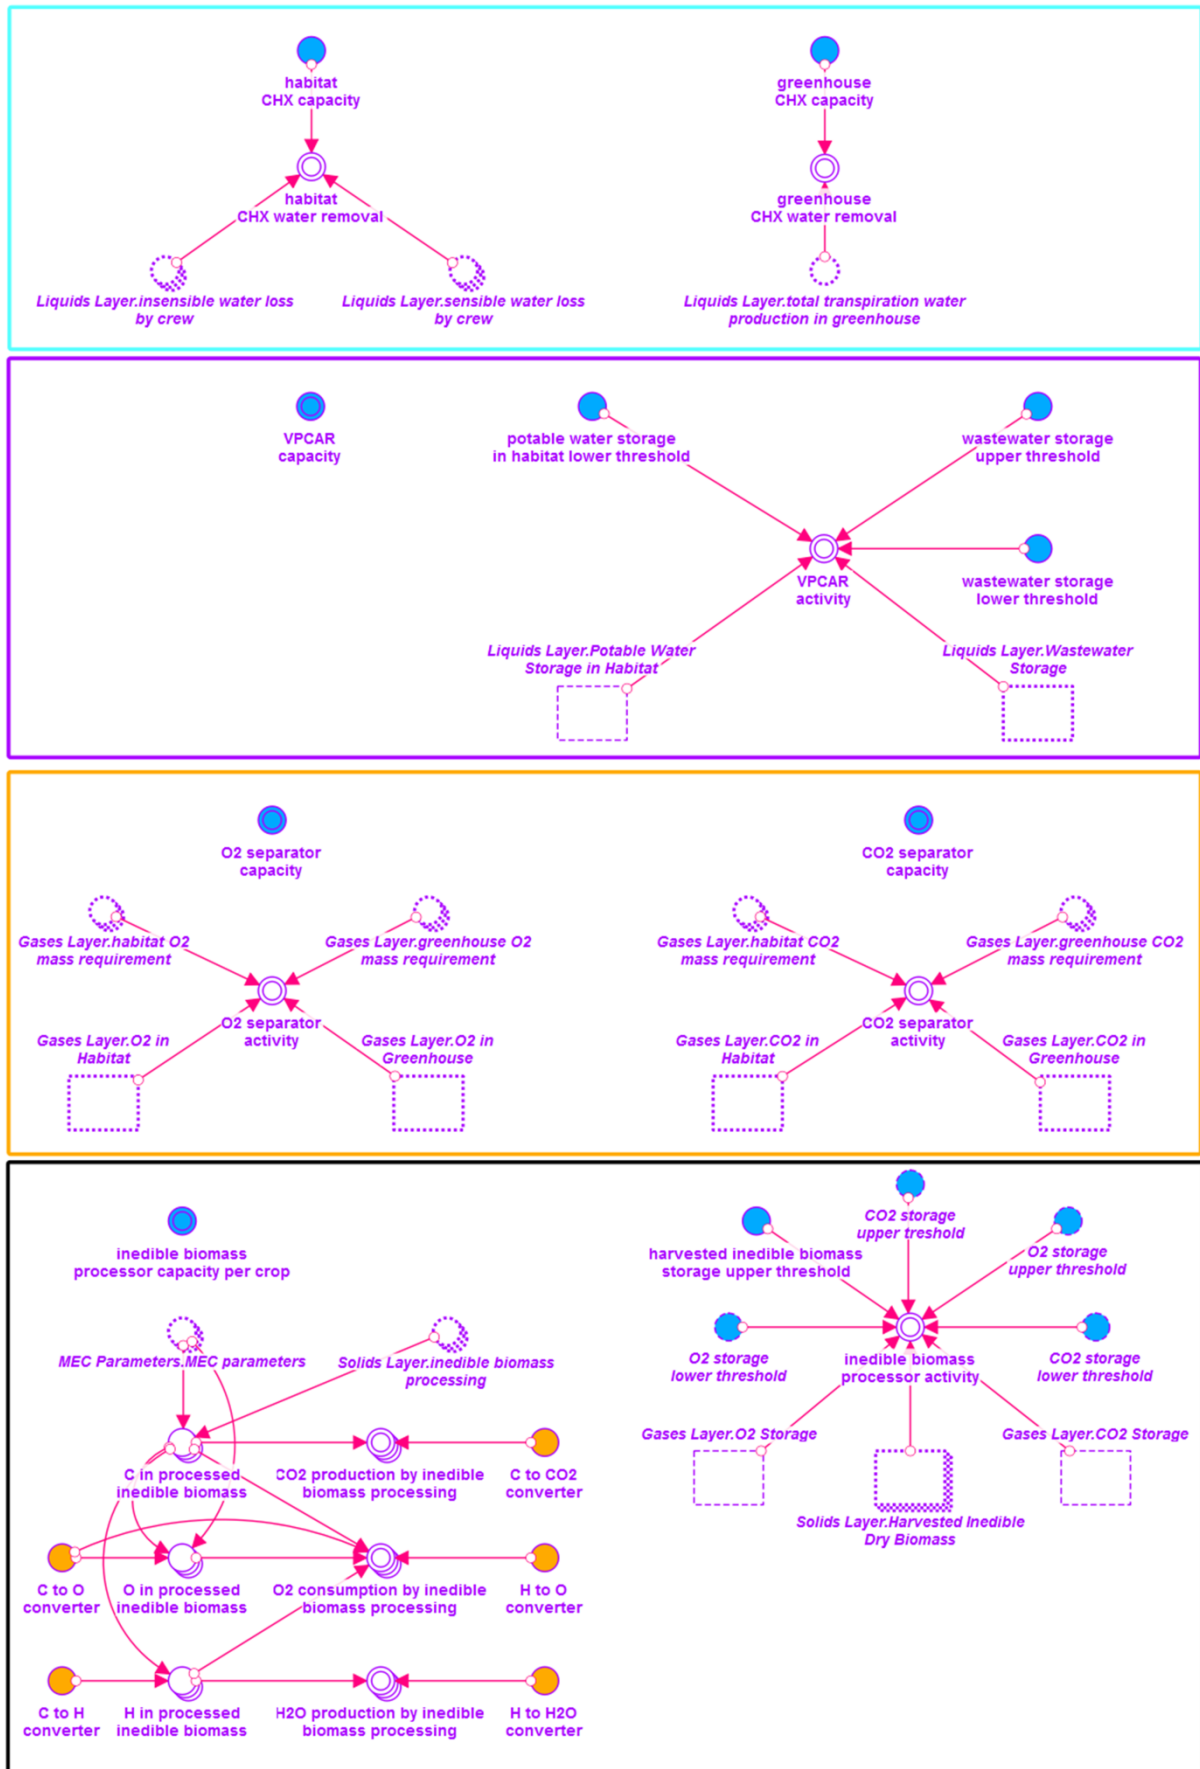 habitat
CHX capacity
greenhouse
CHX capacity
habitat
CHX water removal
greenhouse
CHX water removal
Liquids Layer.insensible water loss
by crew
Liquids Layer.sensible water loss
by crew
Liquids Layer.total transpiration water
production in greenhouse
VPCAR
capacity
potable water storage
in habitat lower threshold
wastewater storage
upper threshold
VPCAR
activity
wastewater storage
lower threshold
Liquids Layer.Potable Water
Storage in Habitat
Liquids Layer.Wastewater
Storage
O2 separator
capacity
CO2 separator
capacity
Gases Layer.habitat O2
mass requirement
Gases Layer.greenhouse O2
mass requirement
Gases Layer.habitat CO2
mass requirement
Gases Layer.greenhouse CO2
mass requirement
O2 separator
activity
CO2 separator
activity
Gases Layer.O2 in
Habitat
Gases Layer.O2 in
Greenhouse
Gases Layer.CO2 in
Habitat
Gases Layer.CO2 in
Greenhouse
inedible biomass
processor capacity per crop
CO2 storage
upper treshold
harvested inedible biomass
storage upper threshold
O2 storage
upper threshold
MEC Parameters.MEC parameters
Solids Layer.inedible biomass
processing
O2 storage
lower threshold
inedible biomass
processor activity
CO2 storage
lower threshold
Gases Layer.O2 Storage
Gases Layer.CO2 Storage
Solids Layer.Harvested Inedible
Dry Biomass
C in processed
inedible biomass
CO2 production by inedible
biomass processing
C to CO2
converter
C to O
converter
O in processed
inedible biomass
O2 consumption by inedible
biomass processing
H to O
converter
C to H
converter
H in processed
inedible biomass
H2O production by inedible
biomass processing
H to H2O
converter